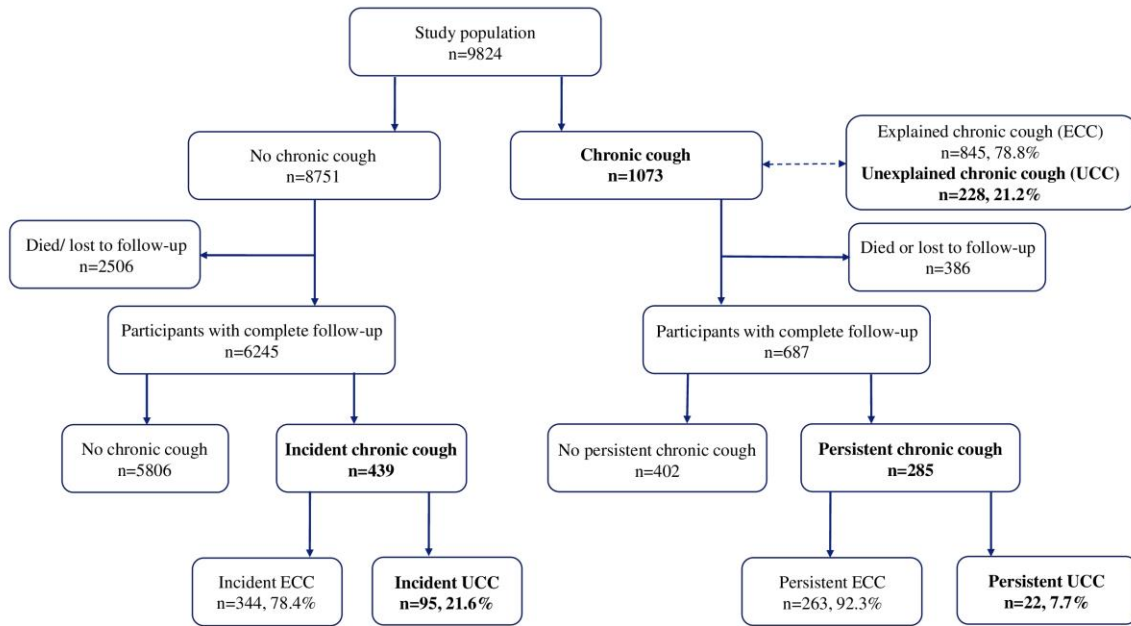 Study population
n=9824
No chronic cough
n=8751
Chronic cough
n=1073
Explained chronic cough (ECC)
n=845, 78.8%
Unexplained chronic cough (UCC)
n=228, 21.2%
Died/ lost to follow-up
n=2506
Died or lost to follow-up
n=386
Participants with complete follow-up
n=6245
Participants with complete follow-up
n=687
No chronic cough
n=5806
Incident chronic cough
n=439
No persistent chronic cough
n=402
Persistent chronic cough
n=285
Incident ECC
n=344, 78.4%
Incident UCC
n=95, 21.6%
Persistent ECC
n=263, 92.3%
Persistent UCC
n=22, 7.7%